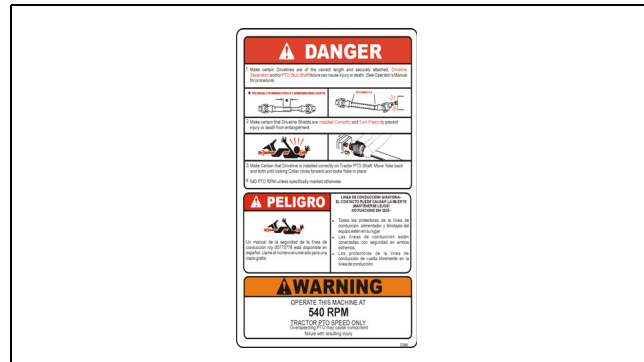 DANGER
1. Make certain Drivelines are of the correct length and securely attached. Driveline
Separation and/or PTO Stub Shaft failure can cause injury or death. (See Operator's Manual
for procedure)
2. Make certain that Driveline Shields are Installed Correctly and Turn Freely to prevent
injury or death from entanglement.
3. Make Certain that Driveline is installed correctly on Tractor PTO Shaft. Move Yoke back
and forth until locking Collar clicks forward and locks Yoke in place.
4. 540 PTO RPM unless specifically marked otherwise.
PELIGRO
Un manual de la seguridad de la línea de
conducción n/p 00775776 está disponible en
español. Llame el número enumerado para una
copia gratis.
LINEA DE CONDUCCION GIRATORIA-
EL CONTACTO PUEDE CAUSAR LA MUERTE
¡MANTENERSE LEJOS!
NO FUNCIONE SIN QUE-
• Todos los protectores de la línea de
conducción, alimentador y blindajes del
equipo estén en su lugar.
• Las líneas de conducción están
conectadas con seguridad en ambos
extremos.
• Los protectores de la línea de
conducción de vuelta libremente en la
línea de conducción.
WARNING
OPERATE THIS MACHINE AT
540 RPM
TRACTOR PTO SPEED ONLY
Overspeeding PTO may cause component
failure with resulting injury.